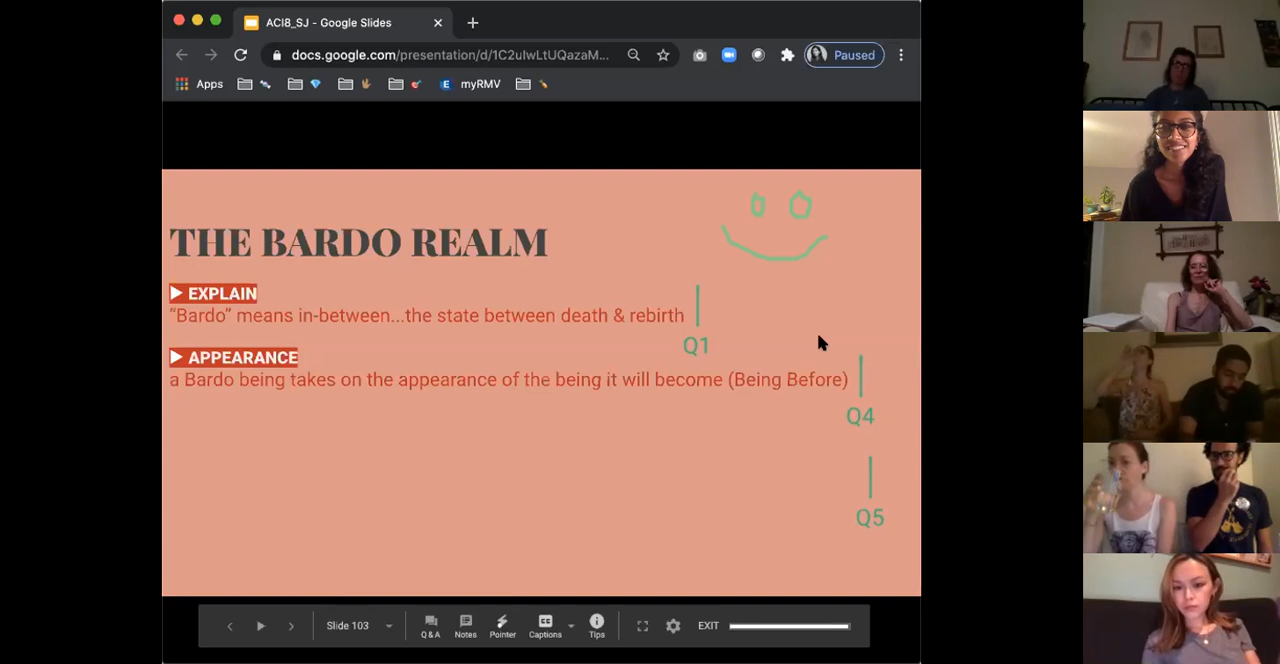 ACI8_SJ - Google Slides
docs.google.com/presentation/d/1C2uIwLtUQazaM...
Paused
Apps
myRMV
THE BARDO REALM
▶ EXPLAIN
“Bardo” means in-between...the state between death & rebirth
Q1
▶ APPEARANCE
a Bardo being takes on the appearance of the being it will become (Being Before)
Q4
Q5
Slide 103
Q & A
Notes
Pointer
CC
Captions
Tips
EXIT